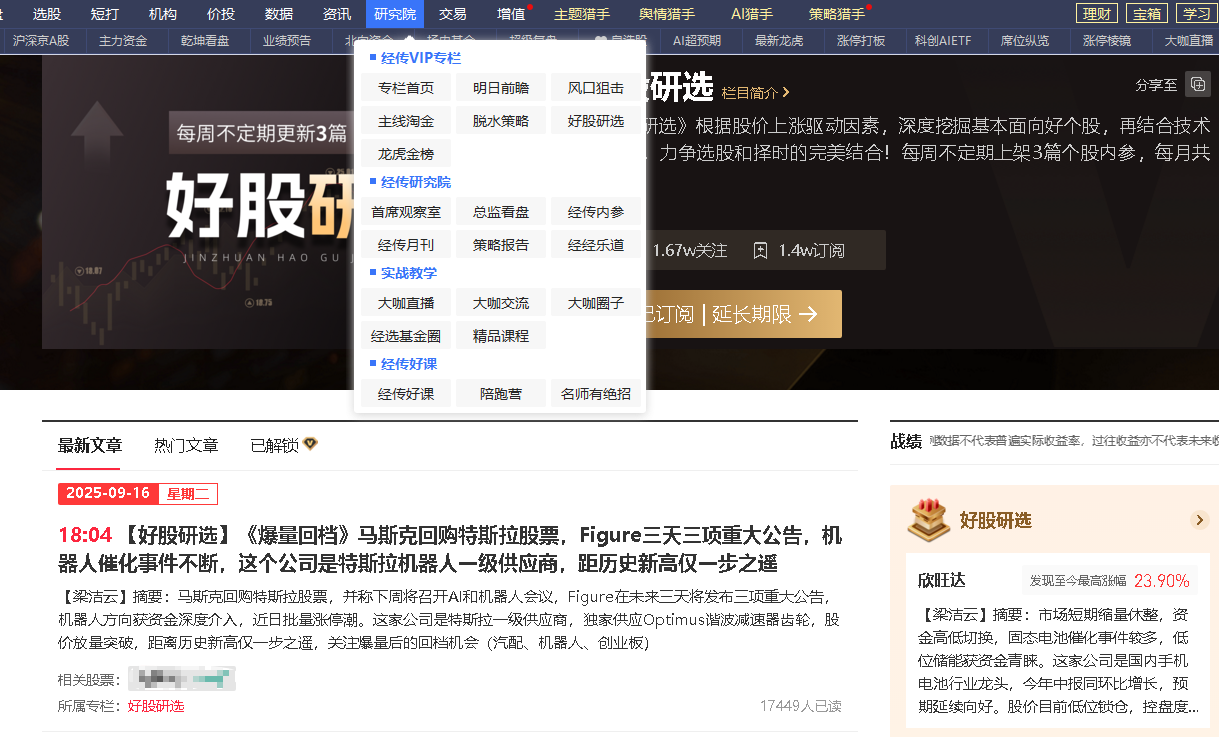 选股 短打 机构 价投 数据 资讯 研究院 交易 增值 主题猎手 舆情猎手 AI猎手 策略猎手 理财 宝箱 学习
沪深京A股 主力资金 乾坤看盘 业绩预告 北向资金 自选股 AI超预期 最新龙虎 涨停打板 科创AIETF 席位纵览 涨停棱镜 大咖直播
经传VIP专栏
专栏首页 明日前瞻 风口狙击
主线淘金 脱水策略 好股研选
龙虎金榜
经传研究院
首席观察室 总监看盘 经传内参
经传月刊 策略报告 经经乐道
实战教学
大咖直播 大咖交流 大咖圈子
经选基金圈 精品课程
经传好课
经传好课 陪跑营 名师有绝招
每周不定期更新3篇
好股研
JINZHUAN HAO GU J
18.87
18.75
股研选 栏目简介
分享至
研选》根据股价上涨驱动因素，深度挖掘基本面向好个股，再结合技术
，力争选股和择时的完美结合！每周不定期上架3篇个股内参，每月共
1.67w关注 1.4w订阅
已订阅 | 延长期限
最新文章 热门文章 已解锁
2025-09-16 星期二
18:04 【好股研选】《爆量回档》马斯克回购特斯拉股票，Figure三天三项重大公告，机
器人催化事件不断，这个公司是特斯拉机器人一级供应商，距历史新高仅一步之遥
【梁洁云】摘要：马斯克回购特斯拉股票，并称下周将召开AI和机器人会议，Figure在未来三天将发布三项重大公告，
机器人方向获资金深度介入，近日批量涨停潮。这家公司是特斯拉一级供应商，独家供应Optimus谐波减速器齿轮，股
价放量突破，距离历史新高仅一步之遥，关注爆量后的回档机会（汽配、机器人、创业板）
相关股票：
所属专栏：好股研选
17449人已读
战绩 数据不代表普遍实际收益率，过往收益亦不代表未来收
好股研选
欣旺达 发现至今最高涨幅 23.90%
【梁洁云】摘要：市场短期缩量休整，资
金高低切换，固态电池催化事件较多，低
位储能获资金青睐。这家公司是国内手机
电池行业龙头，今年中报同环比增长，预
期延续向好。股价目前低位锁仓，控盘度...